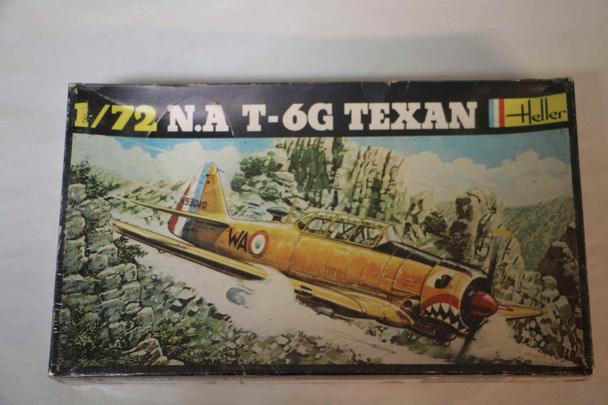 1/72 N.A T-6G TEXAN Heller
WA